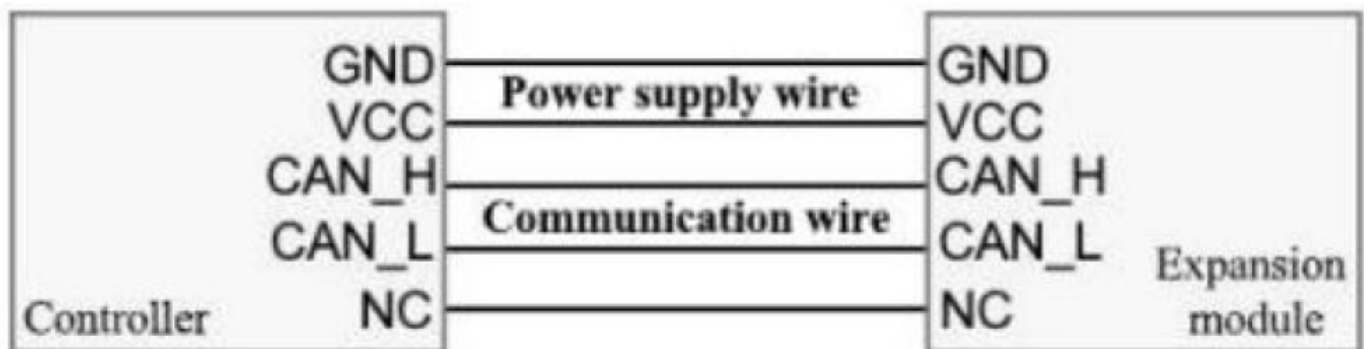 GND GND
Power supply wire
VCC VCC
CAN_H CAN_H
Communication wire
CAN_L CAN_L
Expansion
Controller NC NC module